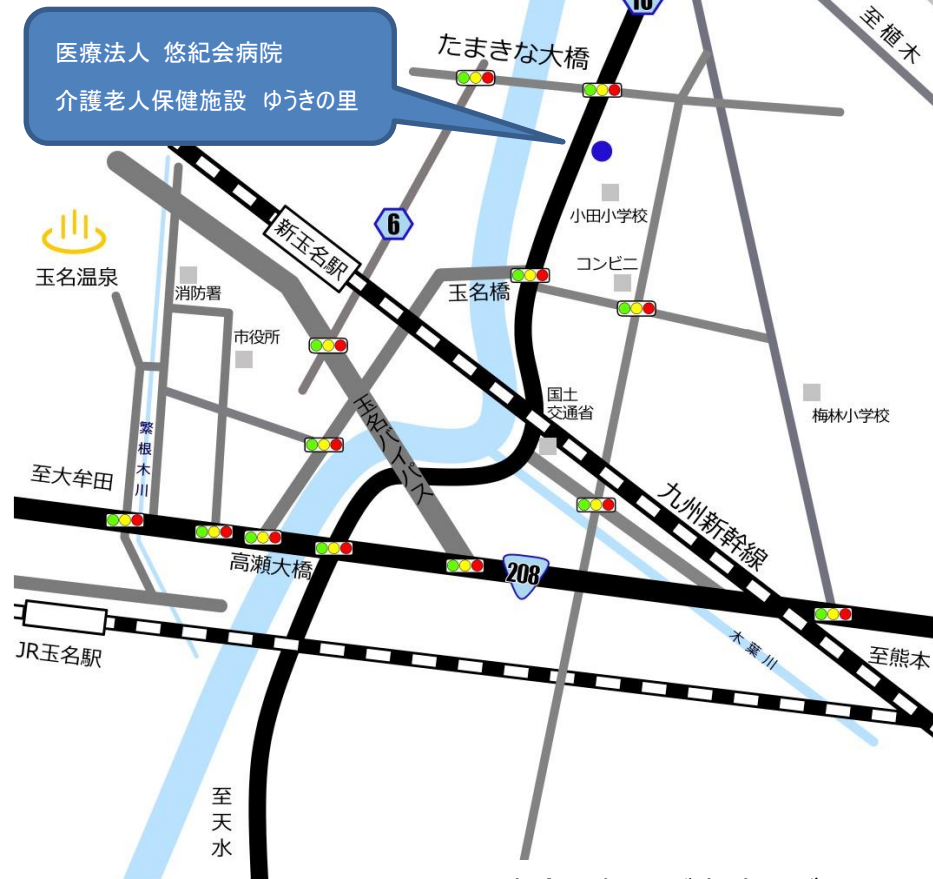 医療法人 悠紀会病院
介護老人保健施設 ゆうきの里
16
至植木
たまきな大橋
小田小学校
6
新玉名駅
コンビニ
玉名橋
玉名温泉
消防署
市役所
国土
交通省
梅林小学校
玉名バイパス
繁根木川
至大牟田
九州新幹線
高瀬大橋
208
木葉川
至熊本
JR玉名駅
至天水